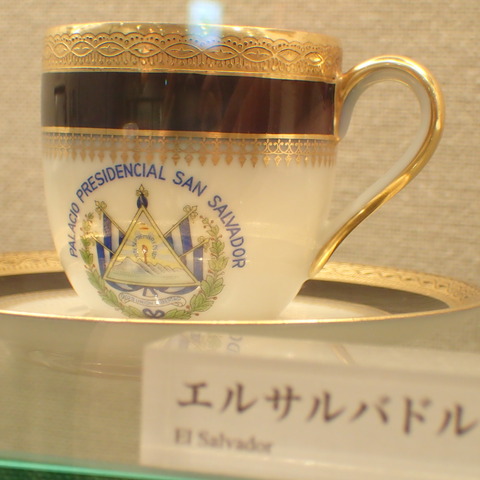 PALACIO PRESIDENCIAL SAN SALVADOR
エルサルバドル
El Salvador